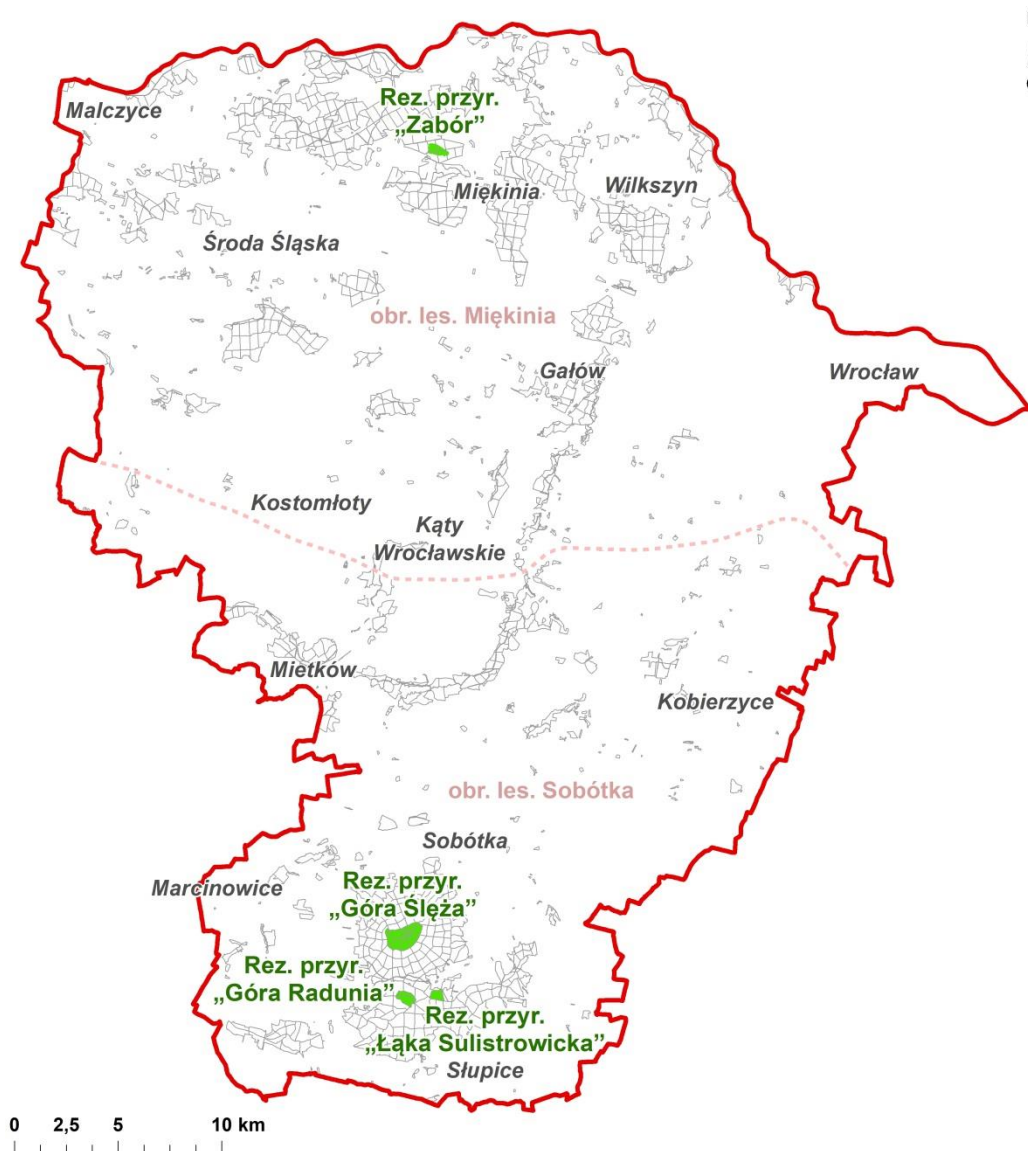 Malczyce
Rez. przyr.
„Zabór”
Miękinia
Wilkszyn
Środa Śląska
obr. les. Miękinia
Gałów
Wrocław
Kostomłoty
Kąty
Wrocławskie
Mietków
Kobierzyce
obr. les. Sobótka
Sobótka
Marcinowice
Rez. przyr.
„Góra Ślęża”
Rez. przyr.
„Góra Radunia”
Rez. przyr.
„Łąka Sulistrowicka”
Słupice
0 2,5 5 10 km